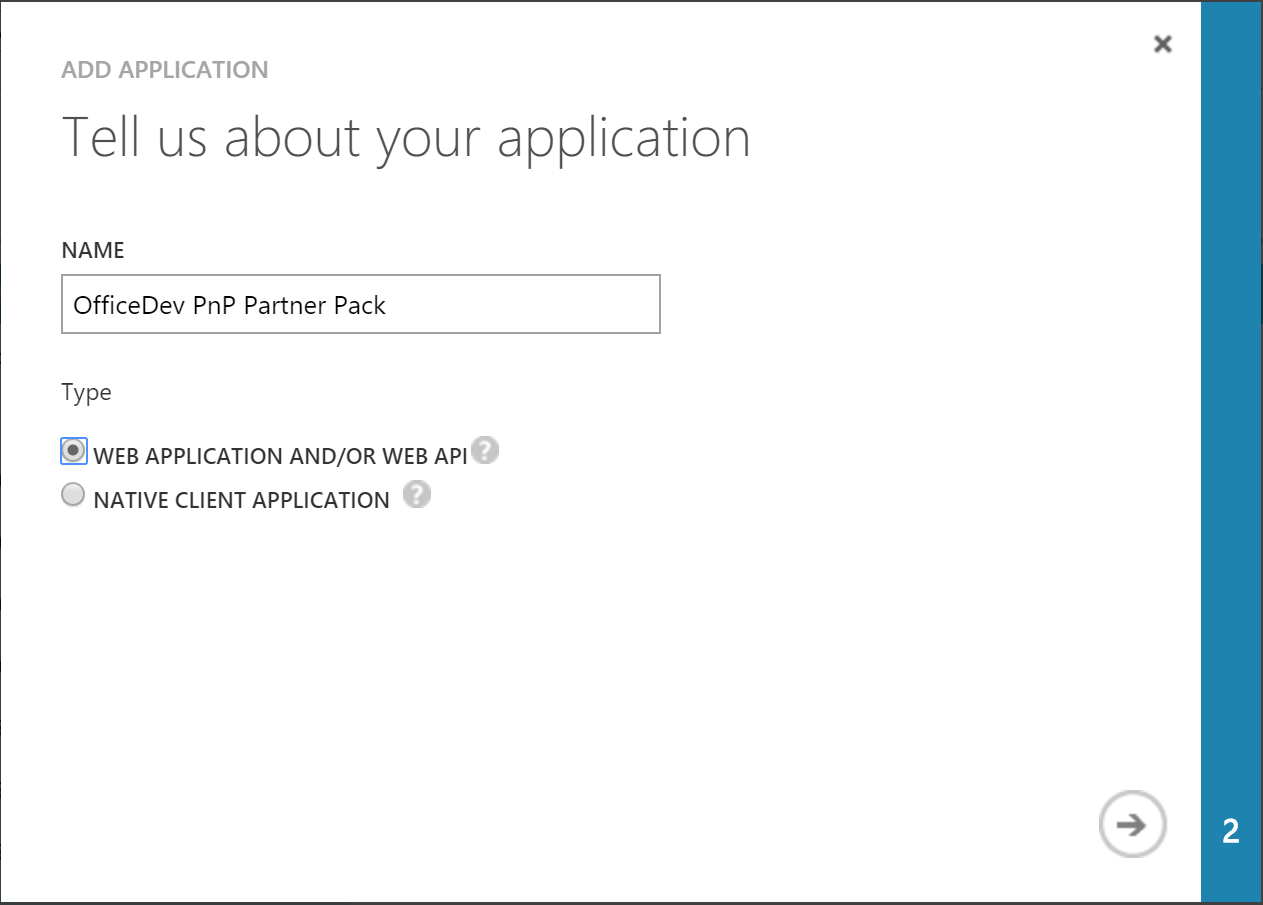 ADD APPLICATION
Tell us about your application
NAME
OfficeDev PnP Partner Pack
Type
WEB APPLICATION AND/OR WEB API ?
NATIVE CLIENT APPLICATION ?
2